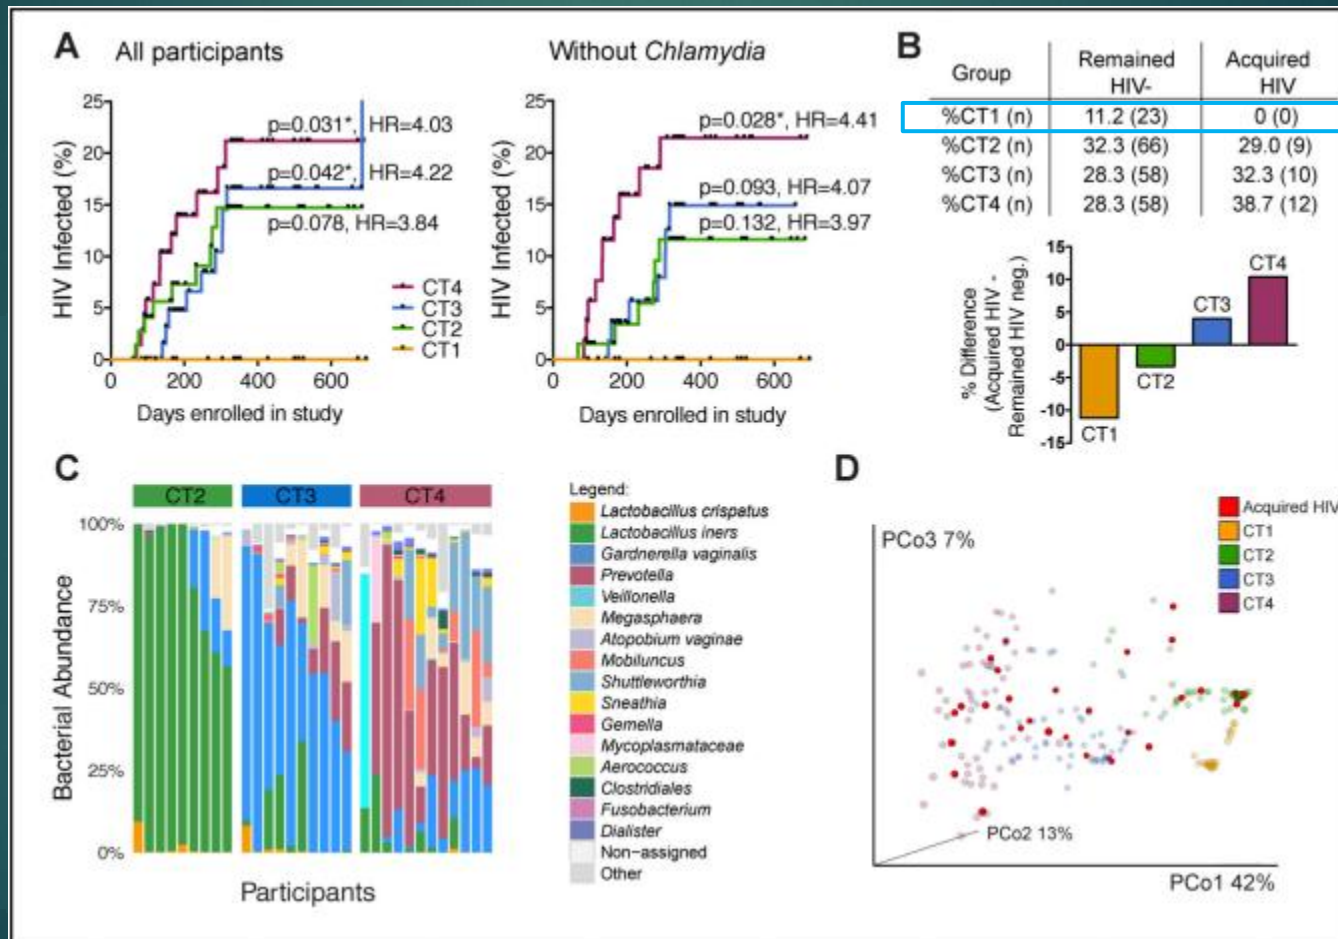 A
All participants
Without Chlamydia
25
20
15
10
5
0
HIV Infected (%)
p=0.031*, HR=4.03
p=0.042*, HR=4.22
p=0.078, HR=3.84
CT4
CT3
CT2
CT1
0 200 400 600
Days enrolled in study
25
20
15
10
5
0
HIV Infected (%)
p=0.028*, HR=4.41
p=0.093, HR=4.07
p=0.132, HR=3.97
0 200 400 600
Days enrolled in study
B
Group Remained HIV- Acquired HIV
%CT1 (n) 11.2 (23) 0 (0)
%CT2 (n) 32.3 (66) 29.0 (9)
%CT3 (n) 28.3 (58) 32.3 (10)
%CT4 (n) 28.3 (58) 38.7 (12)
% Difference
(Acquired HIV -
Remained HIV neg.)
15
10
5
0
-5
-10
-15
CT1
CT2
CT3
CT4
C
CT2 CT3 CT4
100%
75%
50%
25%
0%
Bacterial Abundance
Participants
Legend:
Lactobacillus crispatus
Lactobacillus iners
Gardnerella vaginalis
Prevotella
Veillonella
Megasphaera
Atopobium vaginae
Mobiluncus
Shuttleworthia
Sneathia
Gemella
Mycoplasmataceae
Aerococcus
Clostridiales
Fusobacterium
Dialister
Non-assigned
Other
D
Acquired HIV
CT1
CT2
CT3
CT4
PCo3 7%
PCo2 13%
PCo1 42%